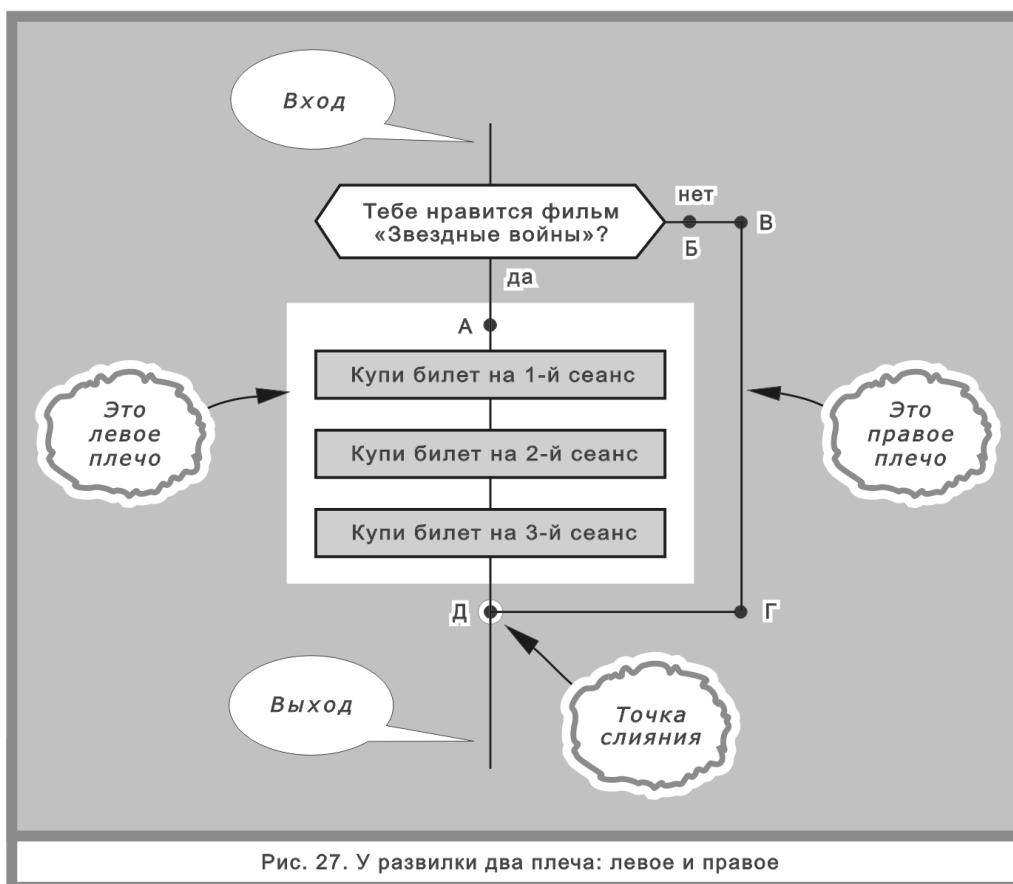 Вход
Тебе нравится фильм
«Звездные войны»?
нет
Б
В
да
А
Купи билет на 1-й сеанс
Это
левое
плечо
Это
правое
плечо
Купи билет на 2-й сеанс
Купи билет на 3-й сеанс
Д
Г
Выход
Точка
слияния
Рис. 27. У развилки два плеча: левое и правое